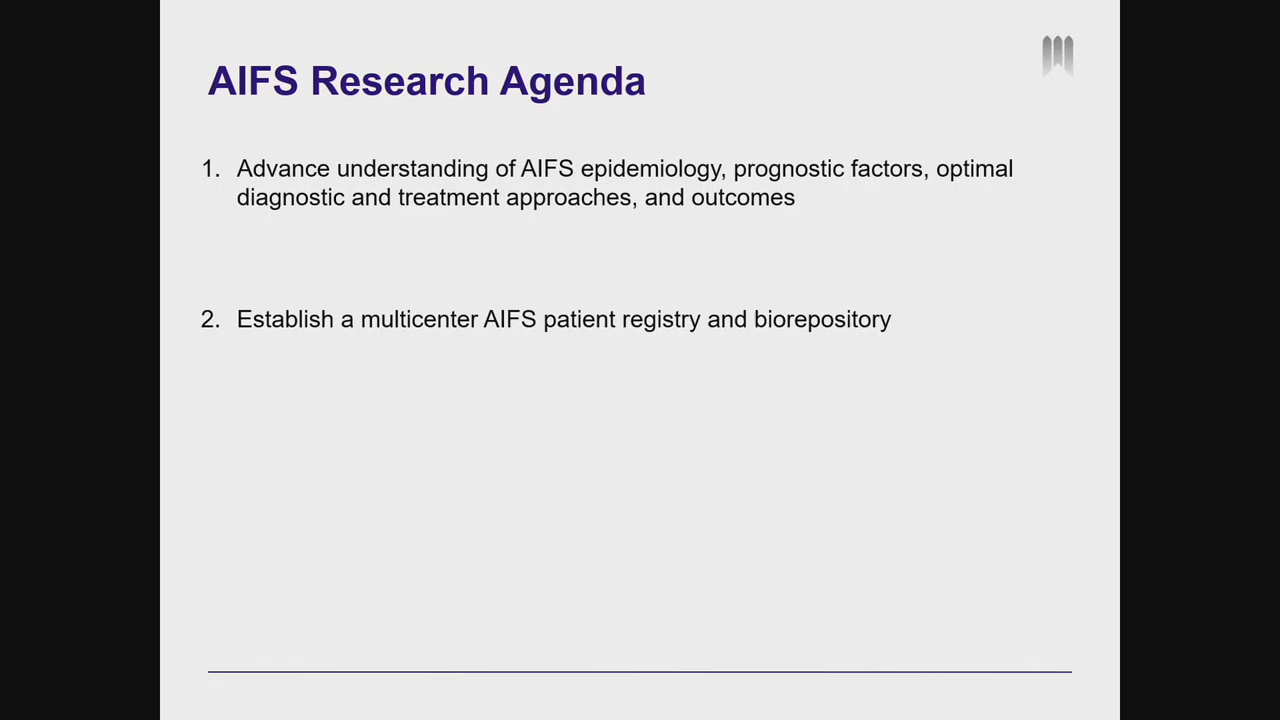 AIFS Research Agenda
1. Advance understanding of AIFS epidemiology, prognostic factors, optimal
diagnostic and treatment approaches, and outcomes
2. Establish a multicenter AIFS patient registry and biorepository